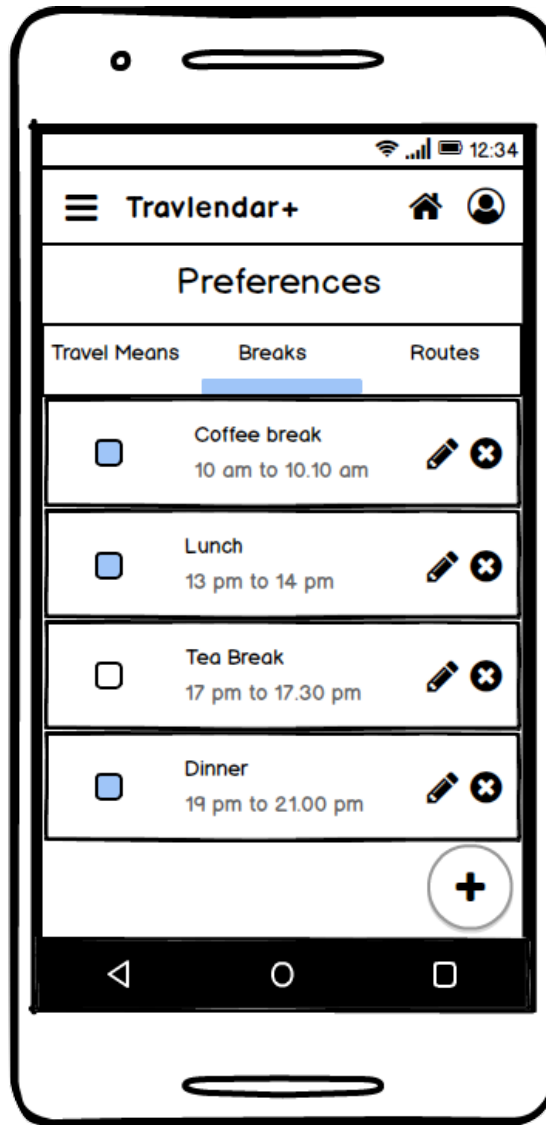 12:34
Travlendar+
Preferences
Travel Means Breaks Routes
Coffee break
10 am to 10.10 am
Lunch
13 pm to 14 pm
Tea Break
17 pm to 17.30 pm
Dinner
19 pm to 21.00 pm